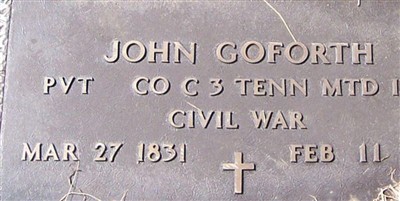 JOHN GOFORTH
PVT CO C 3 TENN MTD
CIVIL WAR
MAR 27 1831 FEB 11